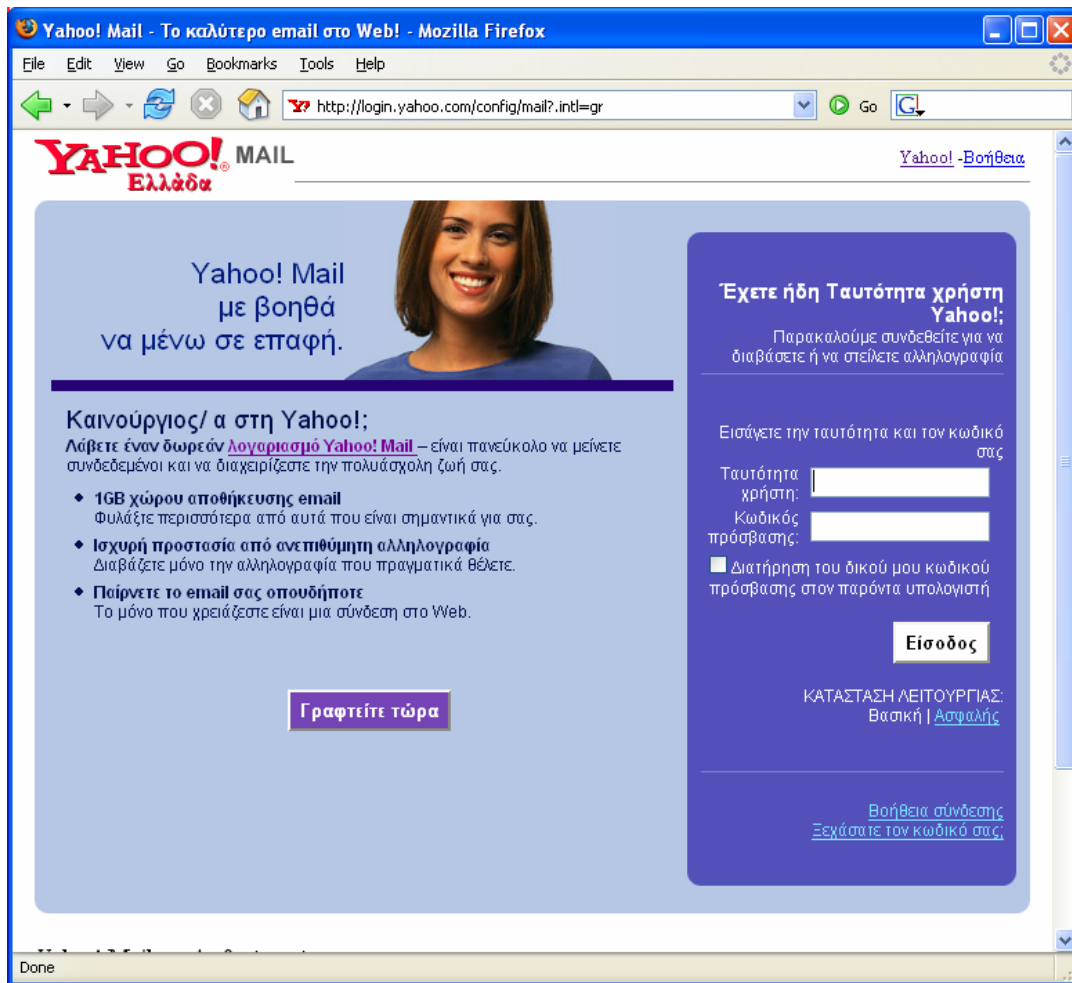 Yahoo! Mail - Το καλύτερο email στο Web! - Mozilla Firefox
File Edit View Go Bookmarks Tools Help
http://login.yahoo.com/config/mail?.intl=gr Go G
YAHOO!® MAIL
Ελλάδα
Yahoo! -Βοήθεια
Yahoo! Mail
με βοηθά
να μένω σε επαφή.
Καινούργιος/ α στη Yahoo!;
Λάβετε έναν δωρεάν λογαριασμό Yahoo! Mail – είναι πανεύκολο να μείνετε
συνδεδεμένοι και να διαχειρίζεστε την πολυάσχολη ζωή σας.
◆ 1GB χώρου αποθήκευσης email
Φυλάξτε περισσότερα από αυτά που είναι σημαντικά για σας.
◆ Ισχυρή προστασία από ανεπιθύμητη αλληλογραφία
Διαβάζετε μόνο την αλληλογραφία που πραγματικά θέλετε.
◆ Παίρνετε το email σας οπουδήποτε
Το μόνο που χρειάζεστε είναι μια σύνδεση στο Web.
Γραφτείτε τώρα
Έχετε ήδη Ταυτότητα χρήστη
Yahoo!;
Παρακαλούμε συνδεθείτε για να
διαβάσετε ή να στείλετε αλληλογραφία
Εισάγετε την ταυτότητα και τον κωδικό
σας
Ταυτότητα
χρήστη:
Κωδικός
πρόσβασης:
Διατήρηση του δικού μου κωδικού
πρόσβασης στον παρόντα υπολογιστή
Είσοδος
ΚΑΤΑΣΤΑΣΗ ΛΕΙΤΟΥΡΓΙΑΣ:
Βασική | Ασφαλής
Βοήθεια σύνδεσης
Ξεχάσατε τον κωδικό σας;
Done